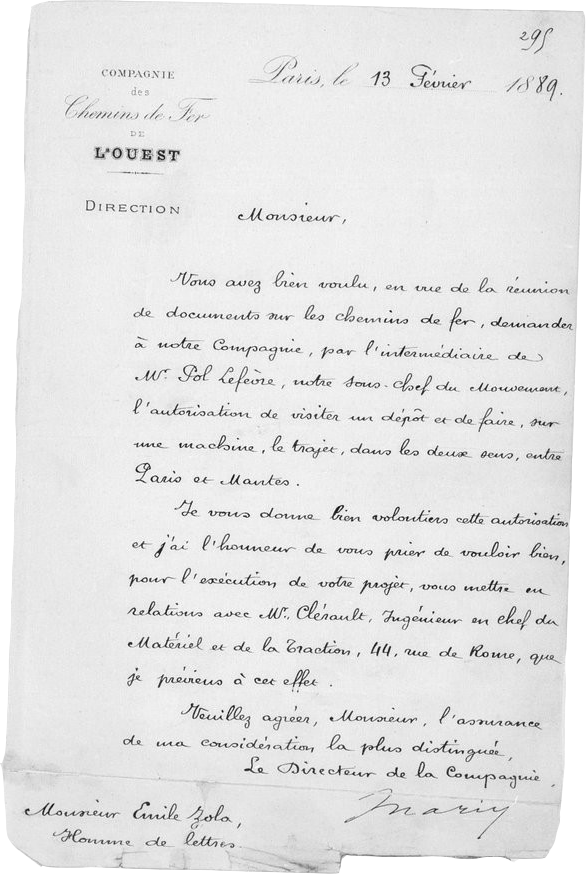 295
COMPAGNIE
des
Chemins de Fer
DE
L'OUEST
DIRECTION
Paris, le 13 Février 1889.
Monsieur,
Vous avez bien voulu, en vue de la réunion
de documents sur les chemins de fer, demander
à notre Compagnie, par l'intermédiaire de
Mr. Pol Lefèvre, notre sous-chef du Mouvement,
l'autorisation de visiter un dépôt et de faire, sur
une machine, le trajet, dans les deux sens, entre
Paris et Mantes.
Je vous donne bien volontiers cette autorisation
et j'ai l'honneur de vous prier de vouloir bien,
pour l'exécution de votre projet, vous mettre en
relations avec Mr. Clérault, Ingénieur en chef du
Matériel et de la Traction, 44, rue de Rome, que
je préviens à cet effet.
Veuillez agréer, Monsieur, l'assurance
de ma considération la plus distinguée,
Le Directeur de la Compagnie,
Marin
Monsieur Emile Zola,
Homme de lettres.